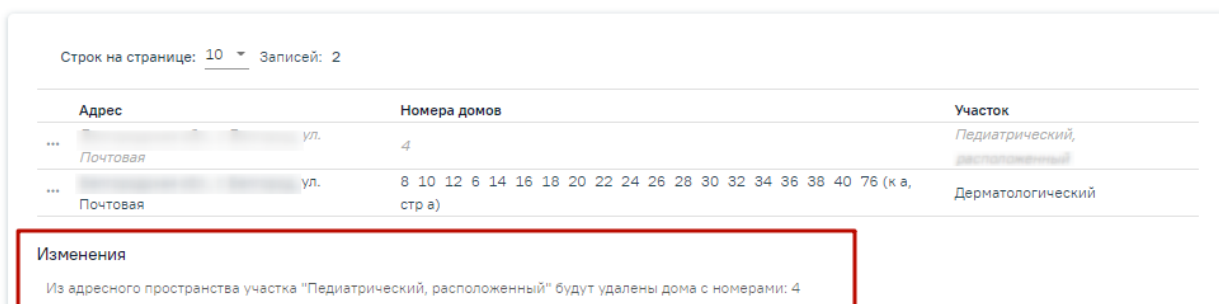 Строк на странице: 10 Записей: 2
Адрес Номера домов Участок
ул. Педиатрический,
... 4
Почтовая
... ул. 8 10 12 6 14 16 18 20 22 24 26 28 30 32 34 36 38 40 76 (к а, Дерматологический
Почтовая стр а)
Изменения
Из адресного пространства участка "Педиатрический, расположенный" будут удалены дома с номерами: 4